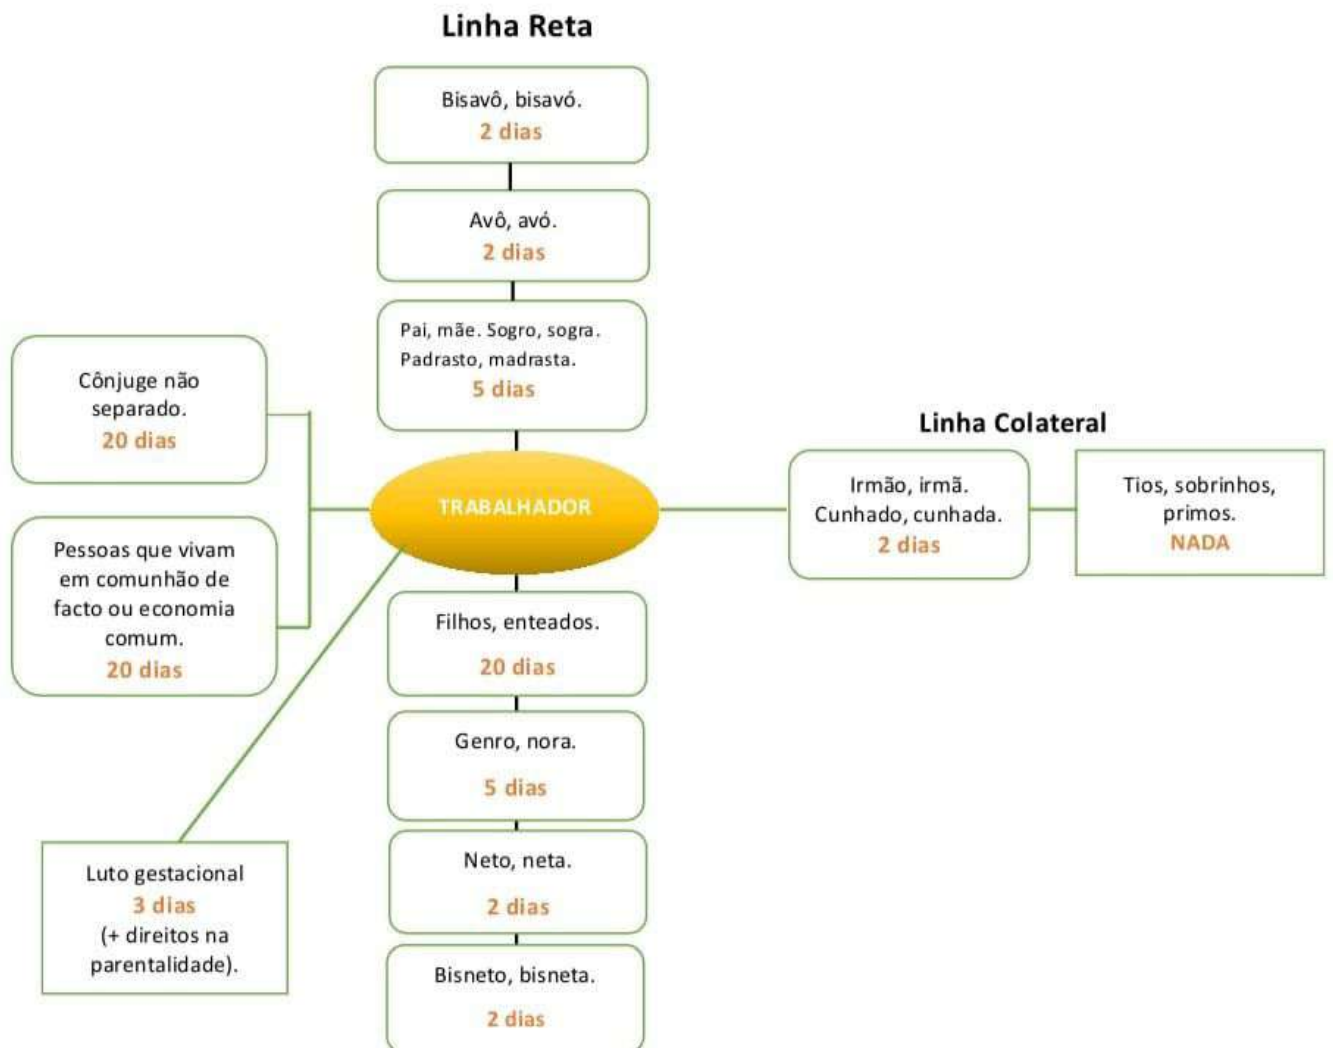 Linha Reta
Bisavô, bisavó.
2 dias
Avô, avó.
2 dias
Pai, mãe. Sogro, sogra.
Padrasto, madrasta.
5 dias
Cônjuge não
separado.
20 dias
Pessoas que vivam
em comunhão de
facto ou economia
comum.
20 dias
TRABALHADOR
Linha Colateral
Irmão, irmã.
Cunhado, cunhada.
2 dias
Tios, sobrinhos,
primos.
NADA
Filhos, enteados.
20 dias
Genro, nora.
5 dias
Neto, neta.
2 dias
Bisneto, bisneta.
2 dias
Luto gestacional
3 dias
(+ direitos na
parentalidade).